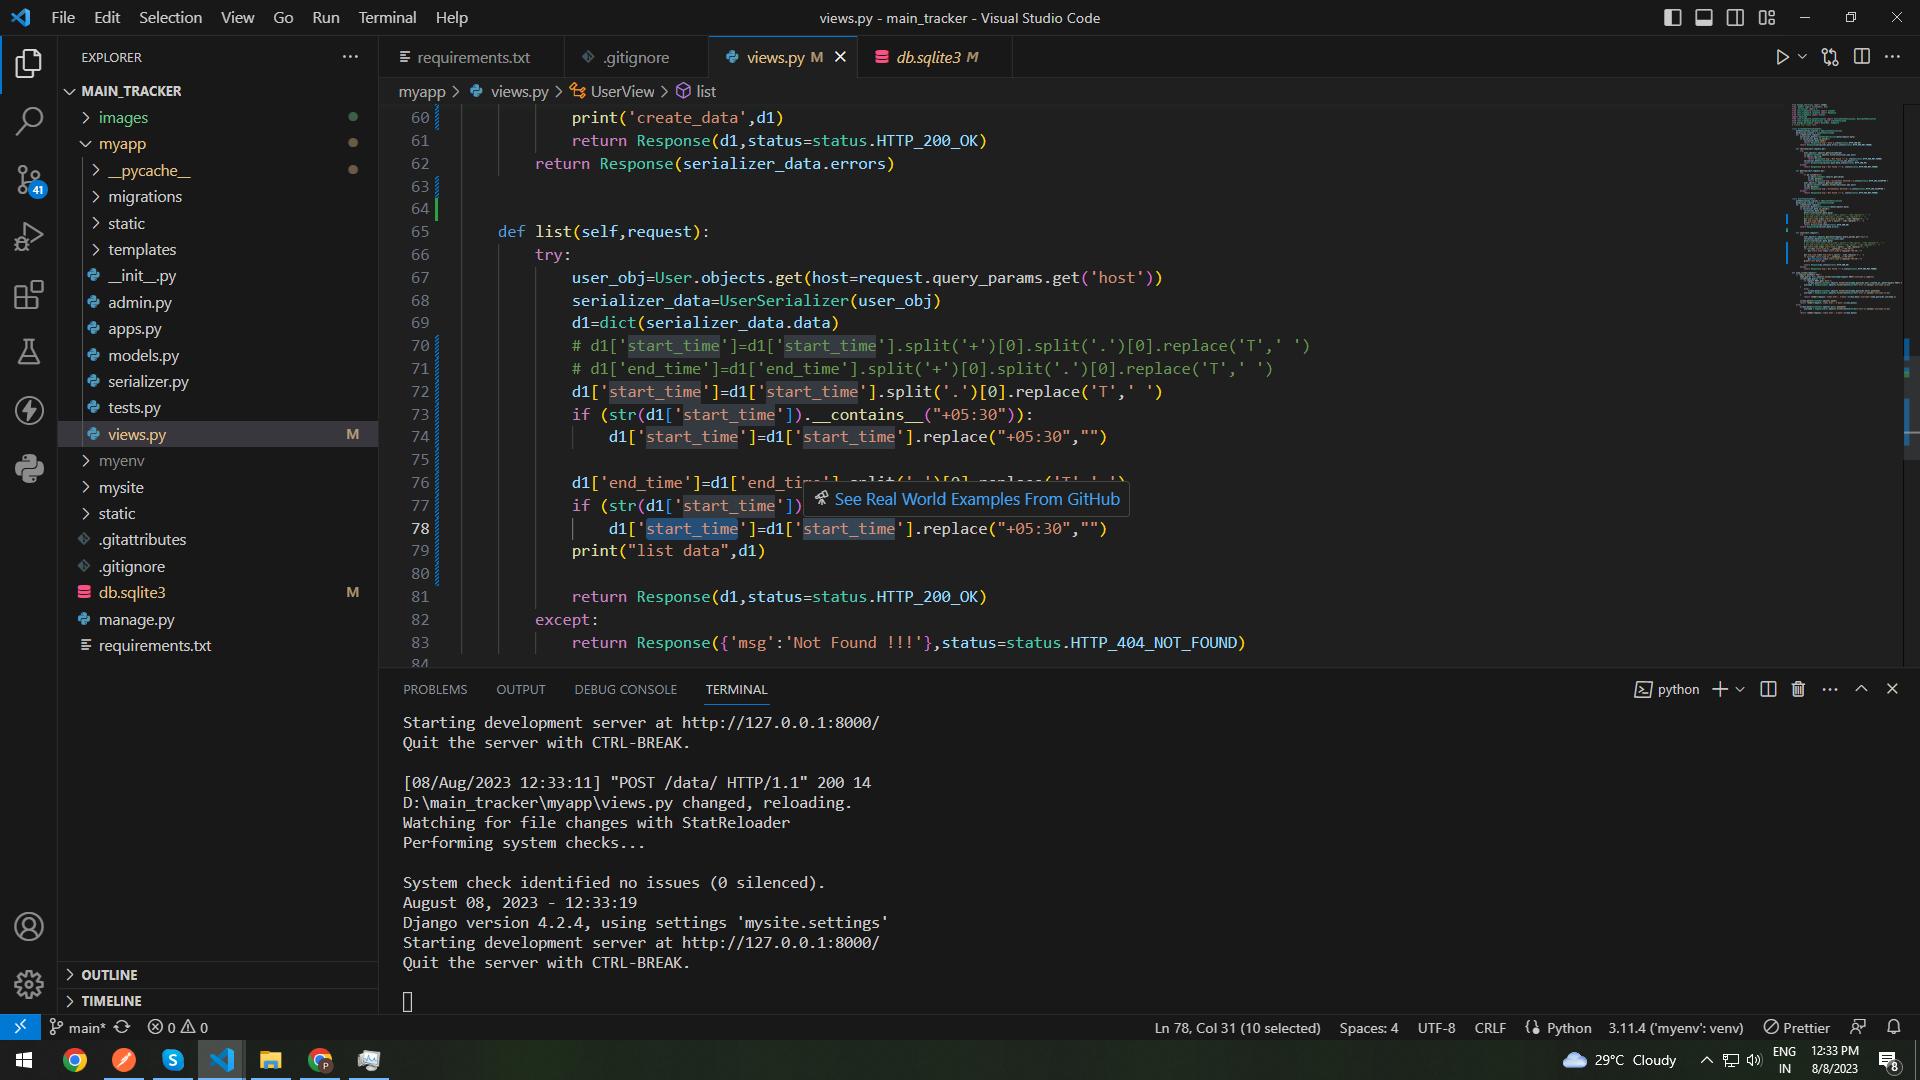 File Edit Selection View Go Run Terminal Help
views.py - main_tracker - Visual Studio Code
EXPLORER
requirements.txt
.gitignore
views.py M
db.sqlite3 M
MAIN_TRACKER
images
myapp
__pycache__
migrations
static
templates
__init__.py
admin.py
apps.py
models.py
serializer.py
tests.py
views.py M
myenv
mysite
static
.gitattributes
.gitignore
db.sqlite3 M
manage.py
requirements.txt
OUTLINE
TIMELINE
41
myapp > views.py > UserView > list
60 print('create_data',d1)
61 return Response(d1,status=status.HTTP_200_OK)
62 return Response(serializer_data.errors)
63
64
65 def list(self,request):
66 try:
67 user_obj=User.objects.get(host=request.query_params.get('host'))
68 serializer_data=UserSerializer(user_obj)
69 d1=dict(serializer_data.data)
70 # d1['start_time']=d1['start_time'].split('+')[0].split('.')[0].replace('T',' ')
71 # d1['end_time']=d1['end_time'].split('+')[0].split('.')[0].replace('T',' ')
72 d1['start_time']=d1['start_time'].split('.')[0].replace('T',' ')
73 if (str(d1['start_time']).__contains__("+05:30")):
74 d1['start_time']=d1['start_time'].replace("+05:30","")
75
76 d1['end_time']=d1['end_time'].split('.')[0].replace('T',' ')
77 if (str(d1['start_time'])
See Real World Examples From GitHub
78 d1['start_time']=d1['start_time'].replace("+05:30","")
79 print("list data",d1)
80
81 return Response(d1,status=status.HTTP_200_OK)
82 except:
83 return Response({'msg':'Not Found !!!'},status=status.HTTP_404_NOT_FOUND)
84
PROBLEMS OUTPUT DEBUG CONSOLE TERMINAL
python
Starting development server at http://127.0.0.1:8000/
Quit the server with CTRL-BREAK.
[08/Aug/2023 12:33:11] "POST /data/ HTTP/1.1" 200 14
D:\main_tracker\myapp\views.py changed, reloading.
Watching for file changes with StatReloader
Performing system checks...
System check identified no issues (0 silenced).
August 08, 2023 - 12:33:19
Django version 4.2.4, using settings 'mysite.settings'
Starting development server at http://127.0.0.1:8000/
Quit the server with CTRL-BREAK.
main* 0 0
Ln 78, Col 31 (10 selected) Spaces: 4 UTF-8 CRLF Python 3.11.4 ('myenv': venv) Prettier
29°C Cloudy
ENG
IN
12:33 PM
8/8/2023
8